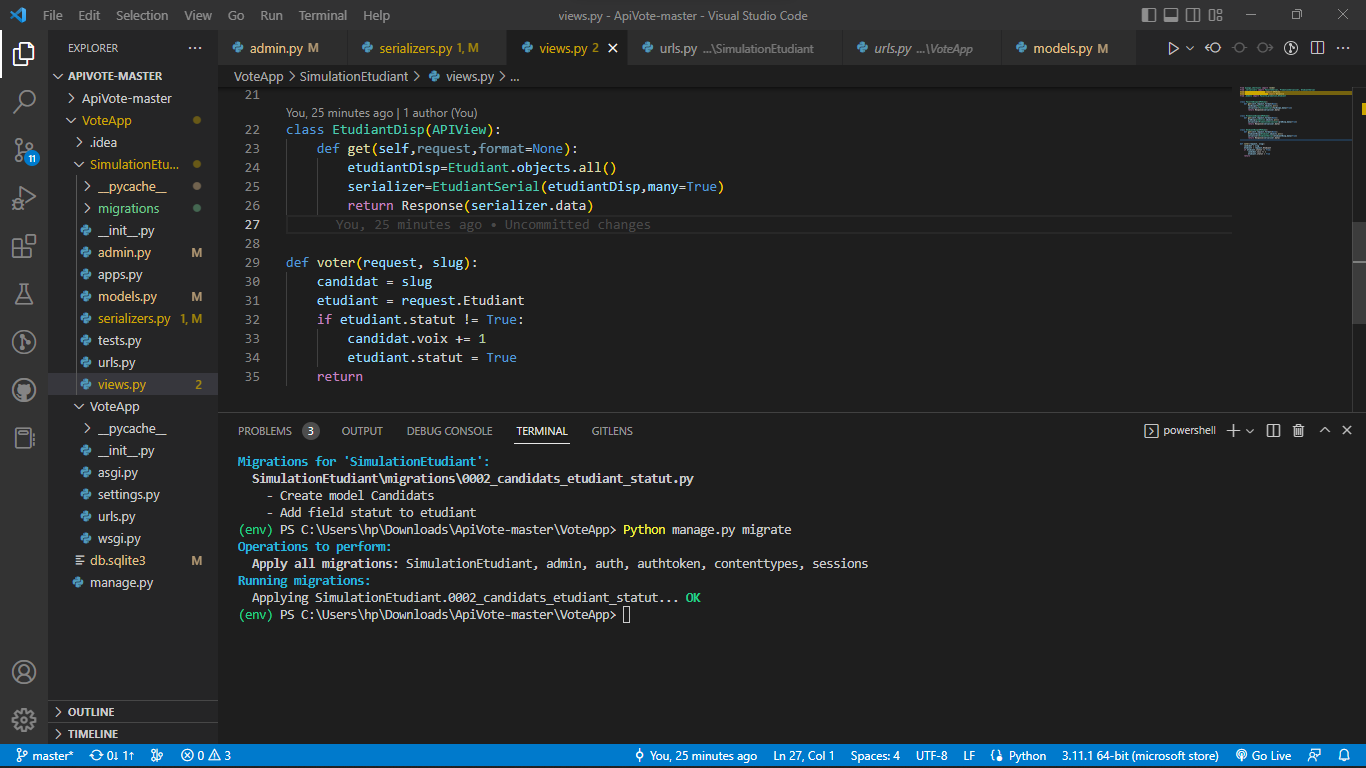 File Edit Selection View Go Run Terminal Help views.py - ApiVote-master - Visual Studio Code
EXPLORER
APIVOTE-MASTER
ApiVote-master
VoteApp
.idea
SimulationEtu...
__pycache__
migrations
__init__.py
admin.py M
apps.py
models.py M
serializers.py 1, M
tests.py
urls.py
views.py 2
VoteApp
__pycache__
__init__.py
asgi.py
settings.py
urls.py
wsgi.py
db.sqlite3 M
manage.py
OUTLINE
TIMELINE
11
admin.py M serializers.py 1, M views.py 2 urls.py ...\SimulationEtudiant urls.py ...\VoteApp models.py M
VoteApp > SimulationEtudiant > views.py > ...
21
You, 25 minutes ago | 1 author (You)
22 class EtudiantDisp(APIView):
23 def get(self,request,format=None):
24 etudiantDisp=Etudiant.objects.all()
25 serializer=EtudiantSerial(etudiantDisp,many=True)
26 return Response(serializer.data)
27 You, 25 minutes ago • Uncommitted changes
28
29 def voter(request, slug):
30 candidat = slug
31 etudiant = request.Etudiant
32 if etudiant.statut != True:
33 candidat.voix += 1
34 etudiant.statut = True
35 return
PROBLEMS 3 OUTPUT DEBUG CONSOLE TERMINAL GITLENS powershell
Migrations for 'SimulationEtudiant':
SimulationEtudiant\migrations\0002_candidats_etudiant_statut.py
- Create model Candidats
- Add field statut to etudiant
(env) PS C:\Users\hp\Downloads\ApiVote-master\VoteApp> Python manage.py migrate
Operations to perform:
Apply all migrations: SimulationEtudiant, admin, auth, authtoken, contenttypes, sessions
Running migrations:
Applying SimulationEtudiant.0002_candidats_etudiant_statut... OK
(env) PS C:\Users\hp\Downloads\ApiVote-master\VoteApp>
master* 0↓ 1↑ 0 3 You, 25 minutes ago Ln 27, Col 1 Spaces: 4 UTF-8 LF Python 3.11.1 64-bit (microsoft store) Go Live